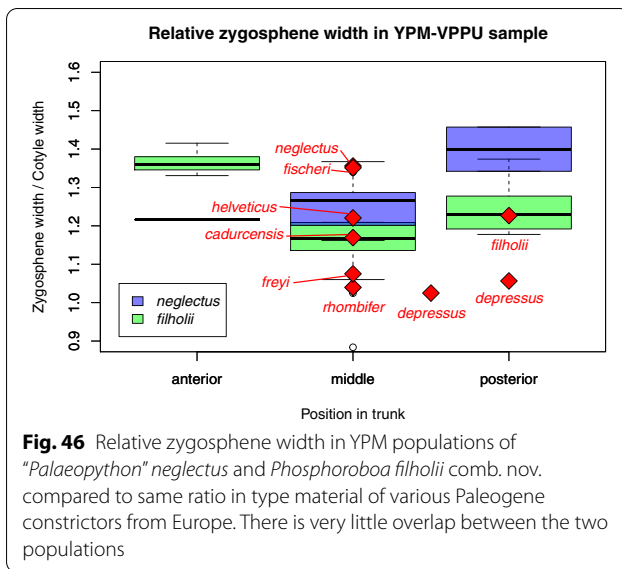 Relative zygosphene width in YPM-VPPU sample
Zygosphene width / Cotyle width
1.6
1.5
1.4
1.3
1.2
1.1
1.0
0.9
neglectus
fischeri
helveticus
cadurcensis
freyi
rhombifer
depressus
filholii
depressus
neglectus
filholii
anterior
middle
posterior
Position in trunk
Fig. 46 Relative zygosphene width in YPM populations of
"Palaeopython" neglectus and Phosphoroboa filholii comb. nov.
compared to same ratio in type material of various Paleogene
constrictors from Europe. There is very little overlap between the two
populations